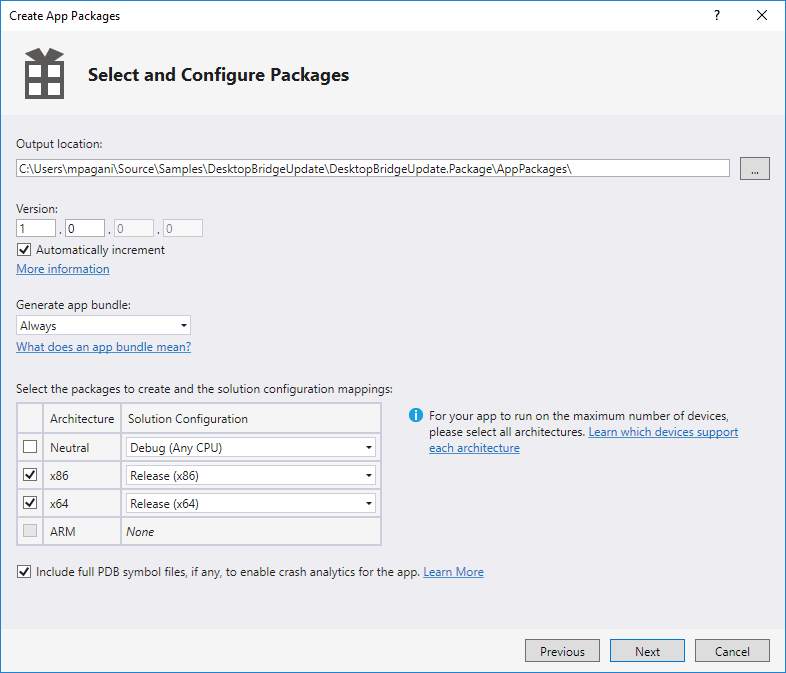 Create App Packages
?
Select and Configure Packages
Output location:
C:\Users\mpagani\Source\Samples\DesktopBridgeUpdate\DesktopBridgeUpdate.Package\AppPackages\
...
Version:
1 . 0 . 0 . 0
Automatically increment
More information
Generate app bundle:
Always
What does an app bundle mean?
Select the packages to create and the solution configuration mappings:
Architecture Solution Configuration
Neutral Debug (Any CPU)
x86 Release (x86)
x64 Release (x64)
ARM None
For your app to run on the maximum number of devices,
please select all architectures. Learn which devices support
each architecture
Include full PDB symbol files, if any, to enable crash analytics for the app. Learn More
Previous Next Cancel